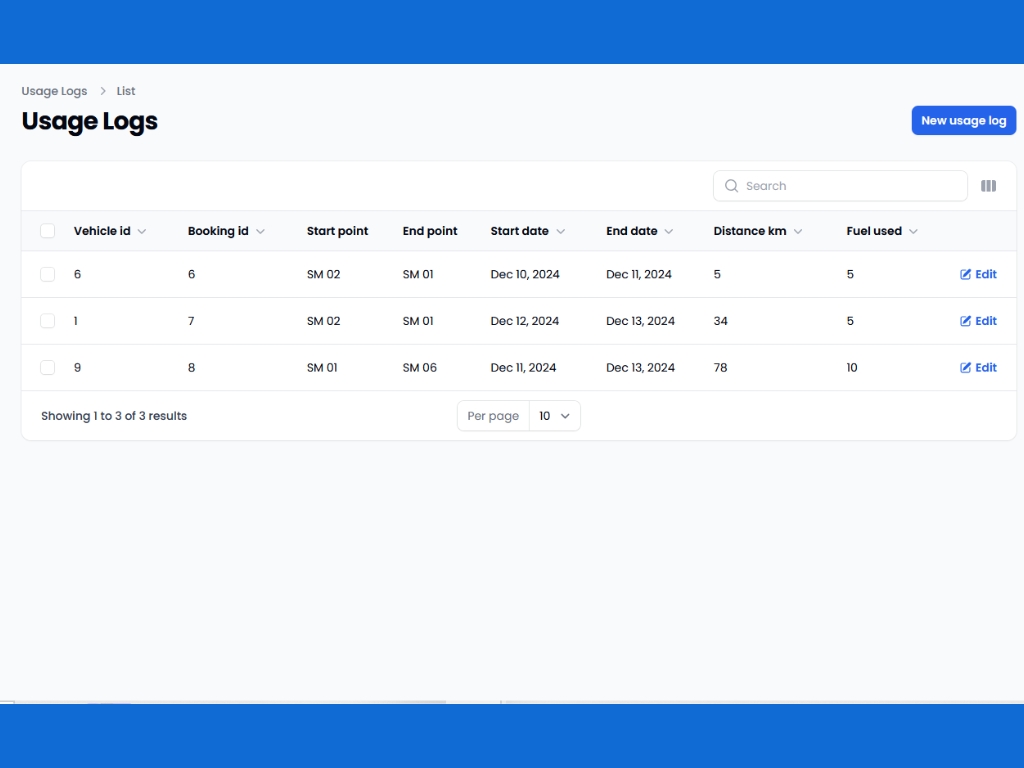 Usage Logs > List
Usage Logs
New usage log
Search
Vehicle id Booking id Start point End point Start date End date Distance km Fuel used
6 6 SM 02 SM 01 Dec 10, 2024 Dec 11, 2024 5 5 Edit
1 7 SM 02 SM 01 Dec 12, 2024 Dec 13, 2024 34 5 Edit
9 8 SM 01 SM 06 Dec 11, 2024 Dec 13, 2024 78 10 Edit
Showing 1 to 3 of 3 results Per page 10